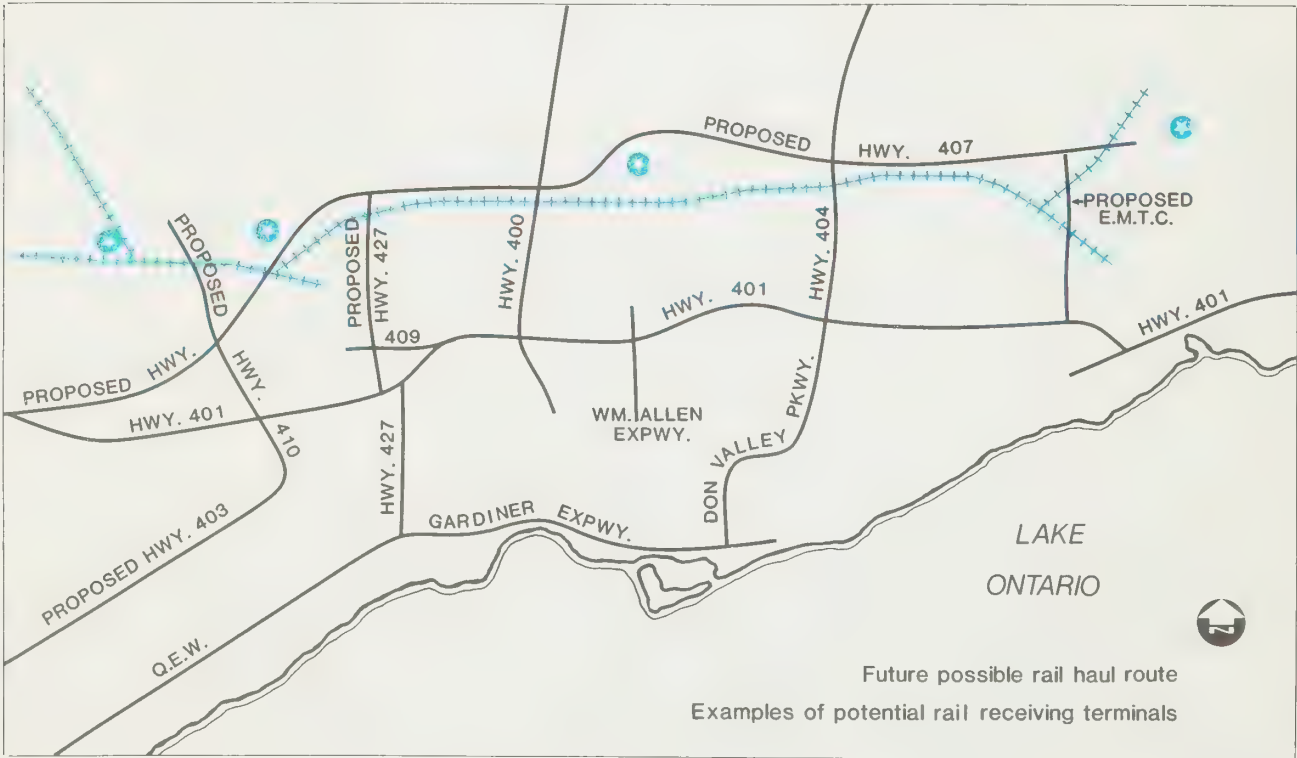 PROPOSED
HWY. 407
PROPOSED
E.M.T.C.
PROPOSED
PROPOSED
HWY. 427
HWY. 400
HWY. 404
HWY. 401
HWY. 401
409
PROPOSED HWY.
HWY. 401
HWY. 410
WM. ALLEN
EXPWY.
HWY. 427
DON VALLEY PKWY.
GARDINER EXPWY.
PROPOSED HWY. 403
Q.E.W.
LAKE
ONTARIO
N
Future possible rail haul route
Examples of potential rail receiving terminals